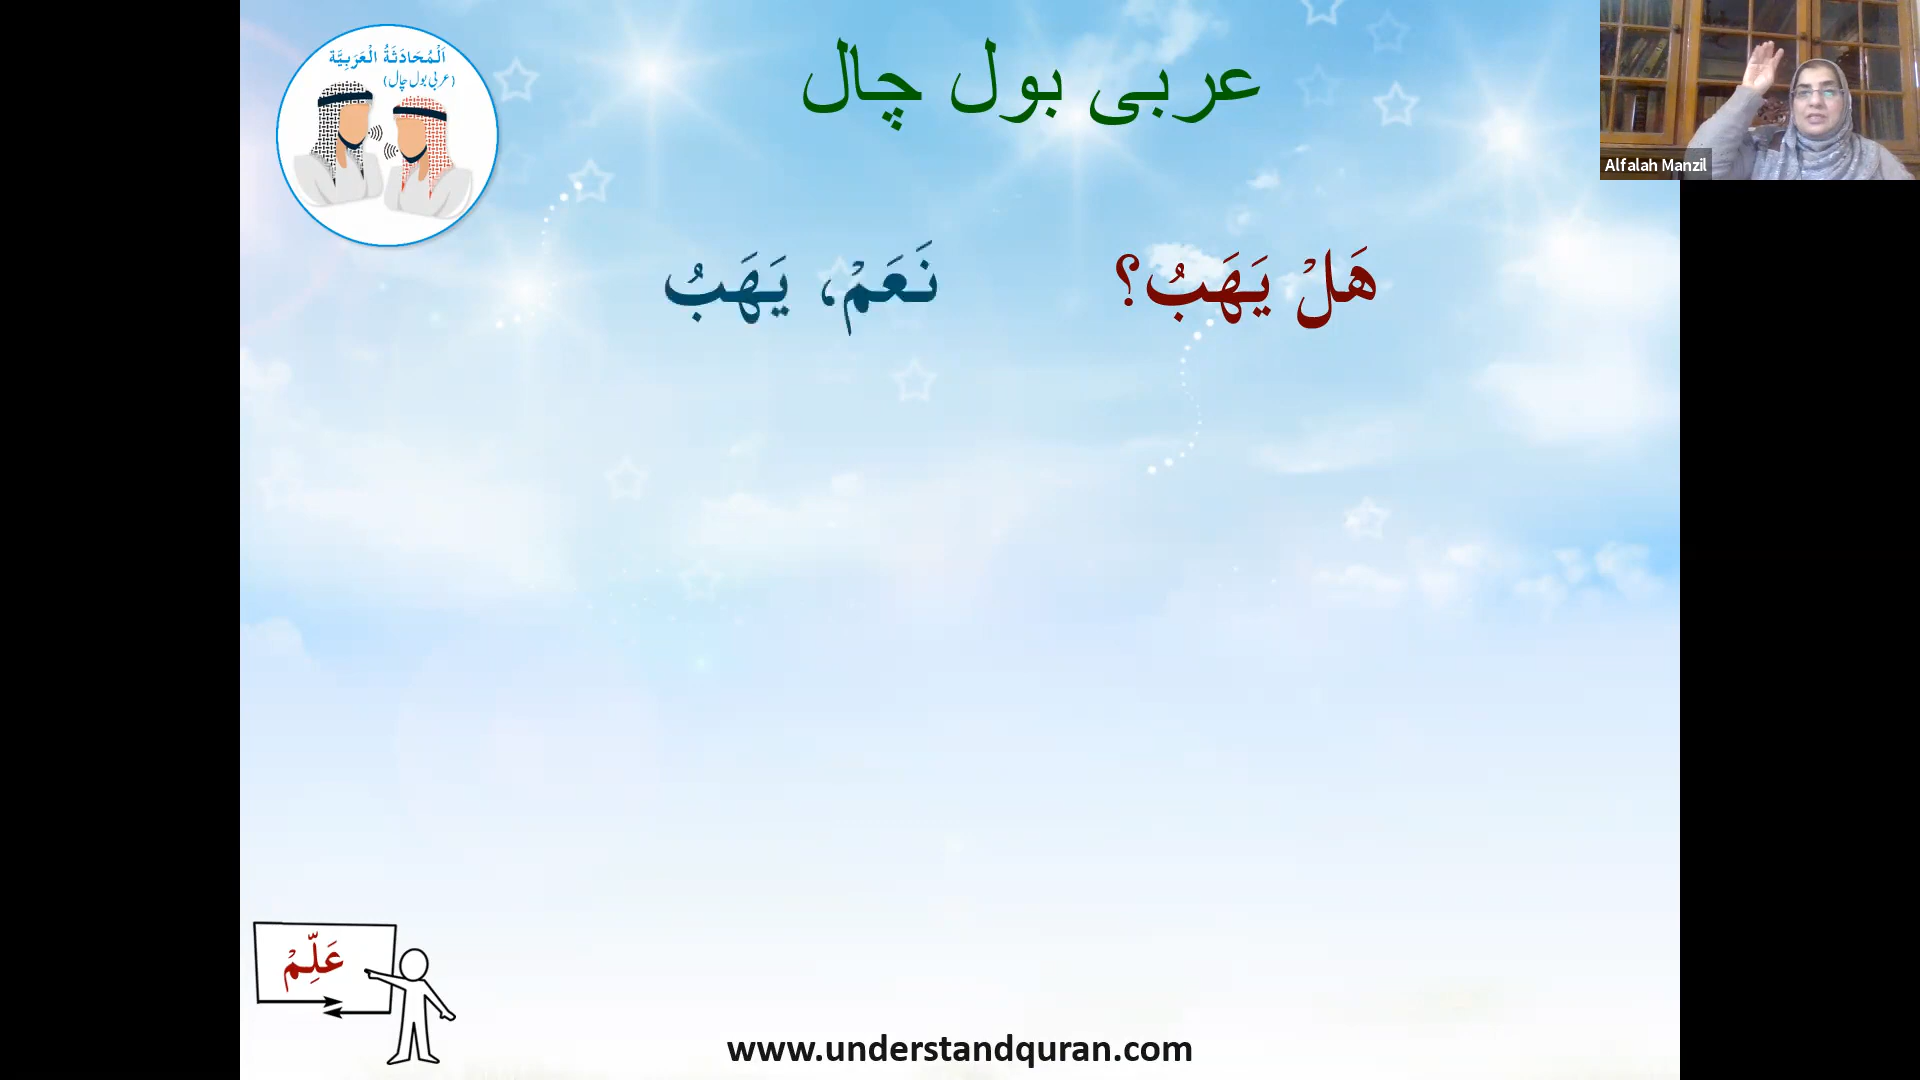 اَلْمُحَادَثَةُ الْعَرَبِيَّة
(عربی بول چال)
عربی بول چال
Alfalah Manzil
هَلْ يَهَبُ؟ نَعَمْ، يَهَبُ
عَلِّمْ
www.understandquran.com